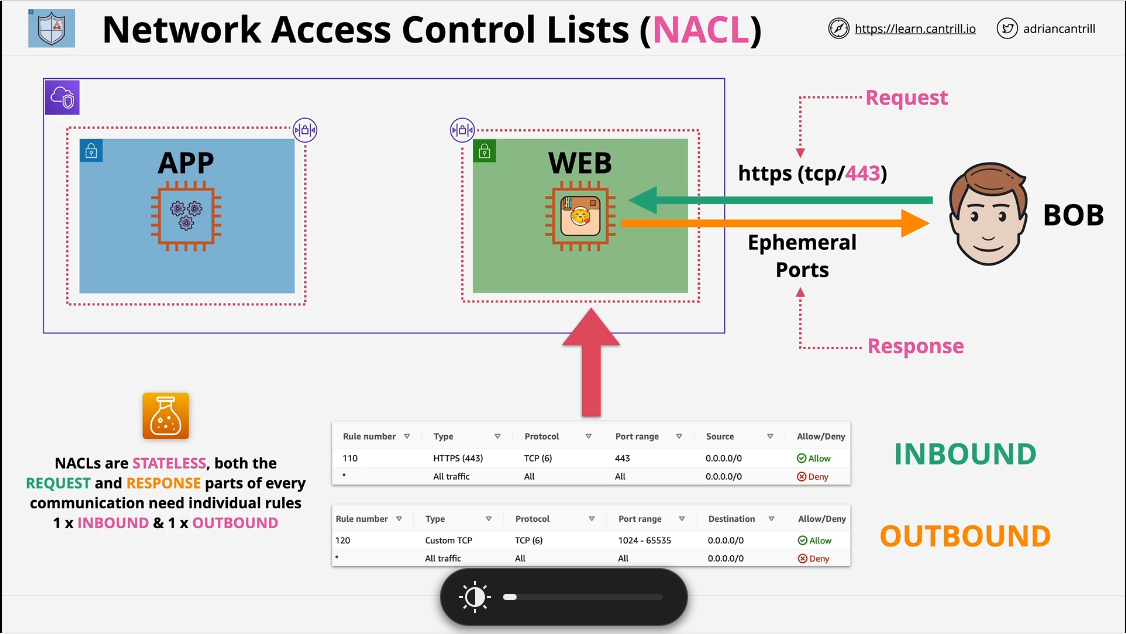 Network Access Control Lists (NACL)
https://learn.cantrill.io
adriancantrill
Request
APP
WEB
https (tcp/443)
BOB
Ephemeral
Ports
Response
NACLs are STATELESS, both the
REQUEST and RESPONSE parts of every
communication need individual rules
1 x INBOUND & 1 x OUTBOUND
Rule number Type Protocol Port range Source Allow/Deny
110 HTTPS (443) TCP (6) 443 0.0.0.0/0 Allow
* All traffic All All 0.0.0.0/0 Deny
INBOUND
Rule number Type Protocol Port range Destination Allow/Deny
120 Custom TCP TCP (6) 1024 - 65535 0.0.0.0/0 Allow
* All traffic All All 0.0.0.0/0 Deny
OUTBOUND